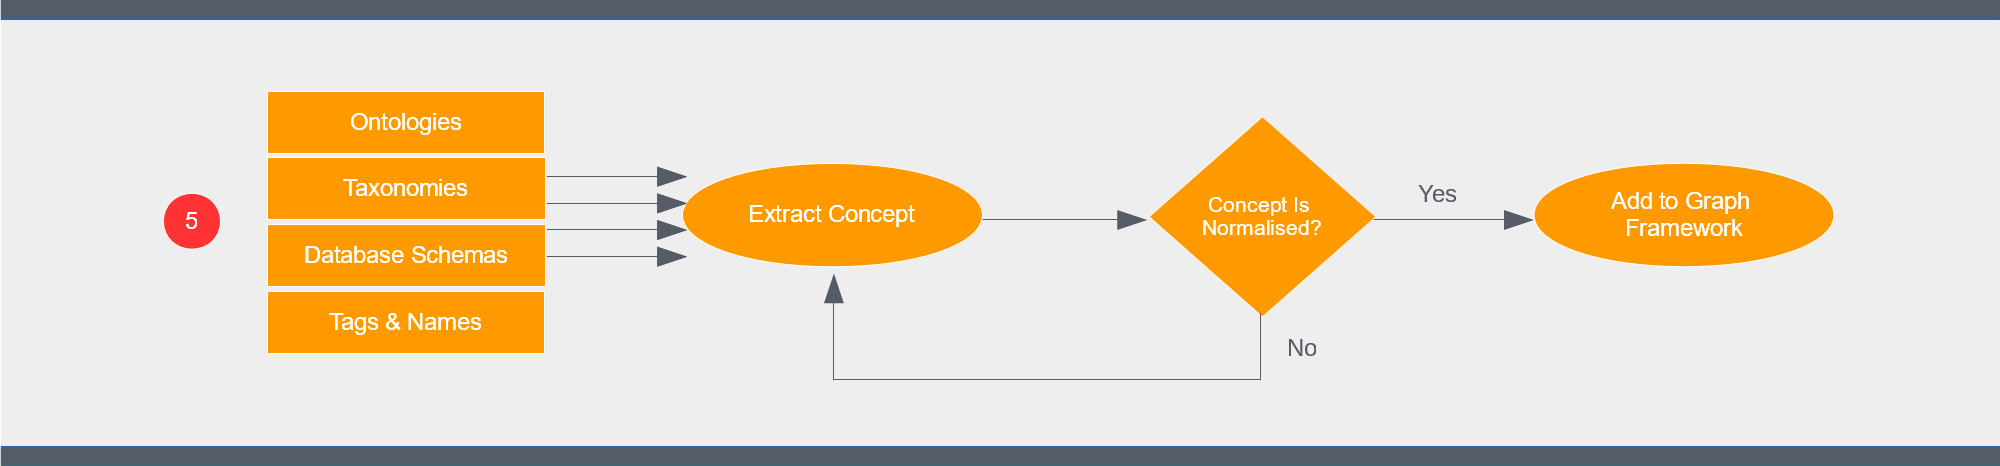 5
Ontologies
Taxonomies
Database Schemas
Tags & Names
Extract Concept
Concept Is
Normalised?
Yes
No
Add to Graph
Framework